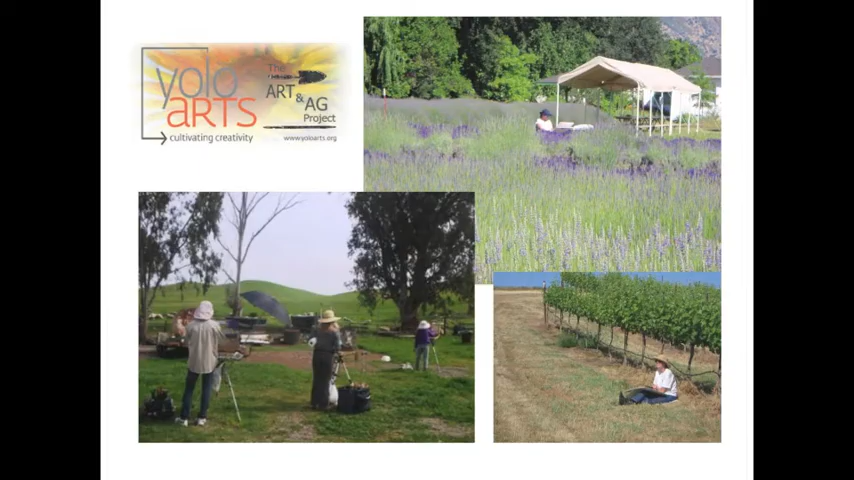 yolo
ARTS
cultivating creativity
The
ART
& AG
Project
www.yoloarts.org